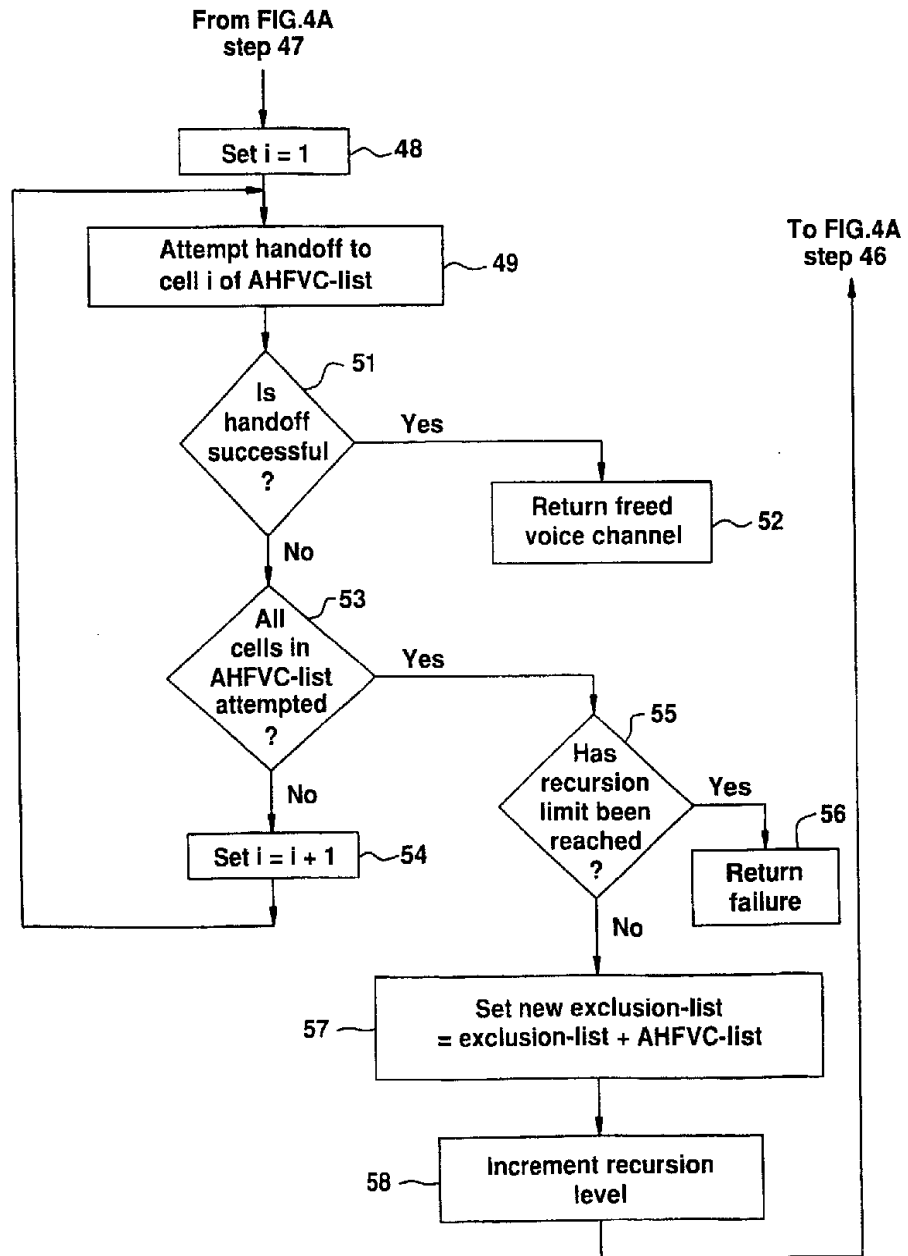 From FIG.4A
step 47
Set i = 1
48
Attempt handoff to
cell i of AHFVC-list
49
To FIG.4A
step 46
51
Is
handoff
successful
?
Yes
Return freed
voice channel
52
No
53
All
cells in
AHFVC-list
attempted
?
Yes
55
Has
recursion
limit been
reached
?
Yes
56
Return
failure
No
Set i = i + 1
54
No
57
Set new exclusion-list
= exclusion-list + AHFVC-list
58
Increment recursion
level